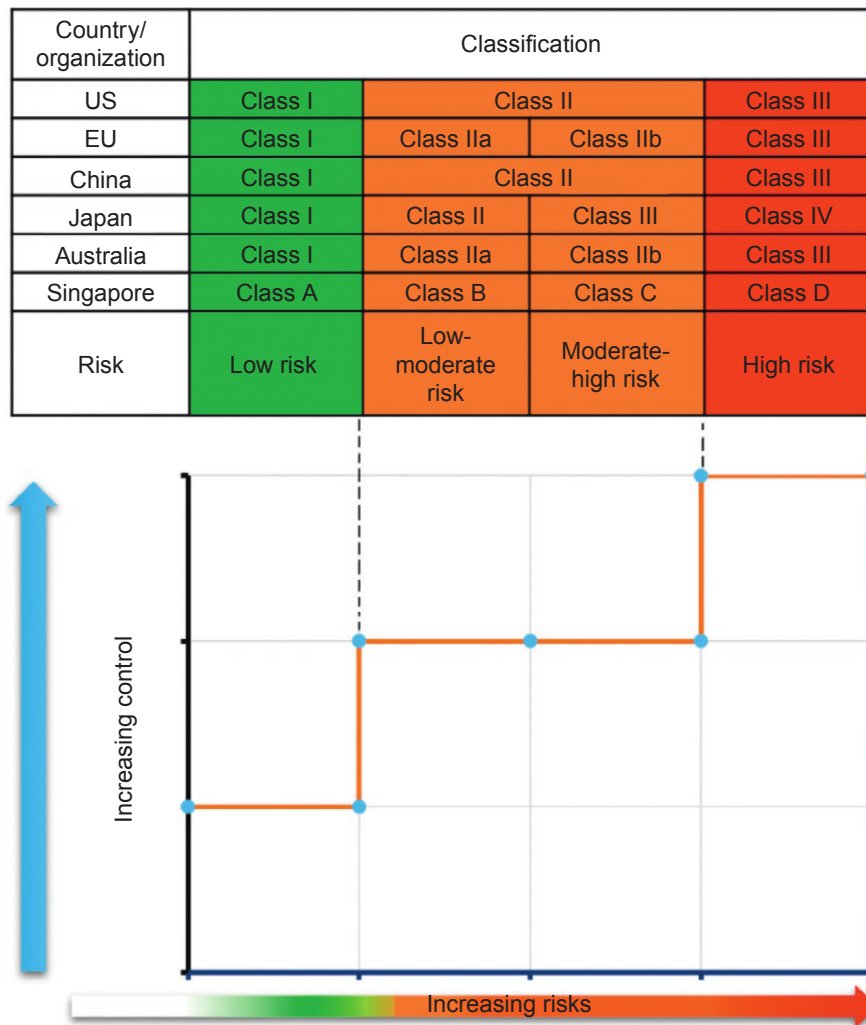 Country/
organization
Classification
US Class I Class II Class III
EU Class I Class IIa Class IIb Class III
China Class I Class II Class III
Japan Class I Class II Class III Class IV
Australia Class I Class IIa Class IIb Class III
Singapore Class A Class B Class C Class D
Risk Low risk
Low-
moderate
risk
Moderate-
high risk
High risk
Increasing control
Increasing risks